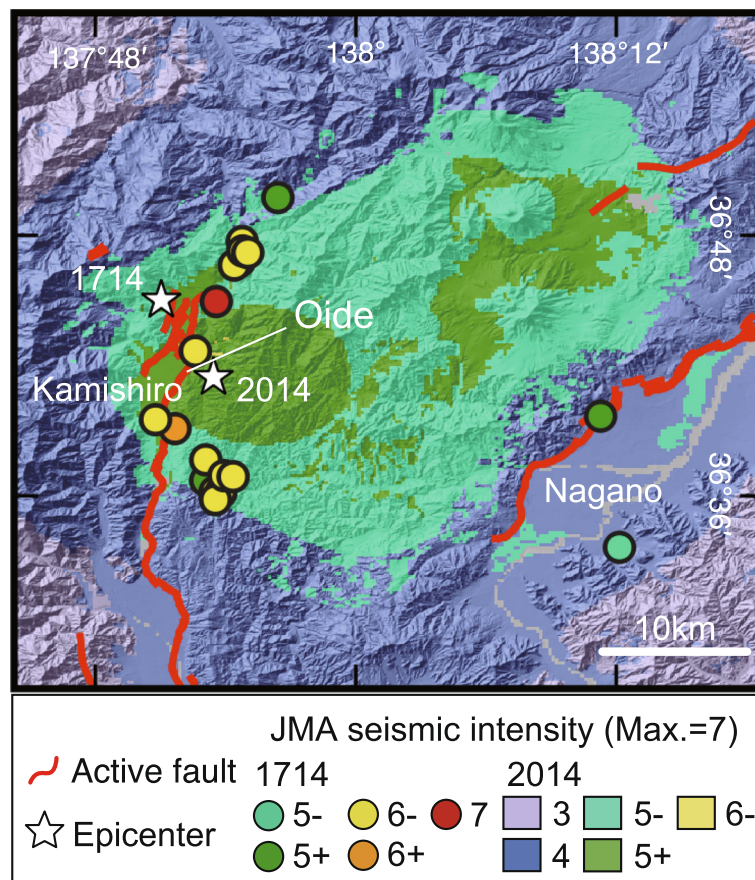 137°48′ 138° 138°12′
36°48′
1714
Oide
Kamishiro
2014
36°36′
Nagano
10km
JMA seismic intensity (Max.=7)
Active fault 1714 2014
5- 6- 7 3 5- 6-
Epicenter
5+ 6+ 4 5+